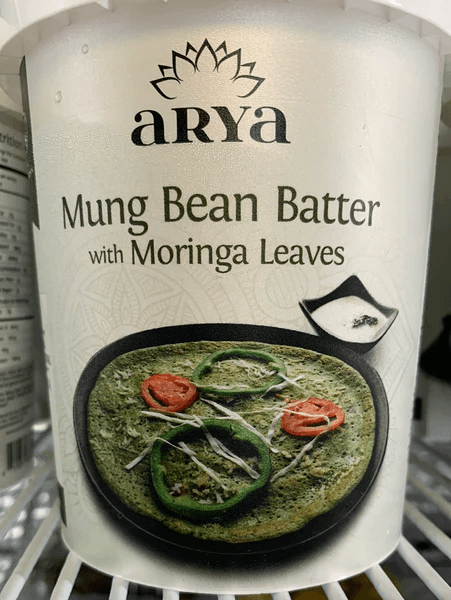 aRYa
Mung Bean Batter
with Moringa Leaves